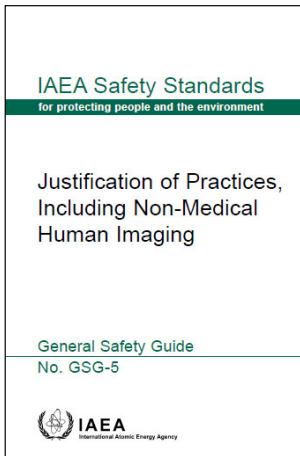 IAEA Safety Standards
for protecting people and the environment
Justification of Practices,
Including Non-Medical
Human Imaging
General Safety Guide
No. GSG-5
IAEA
International Atomic Energy Agency